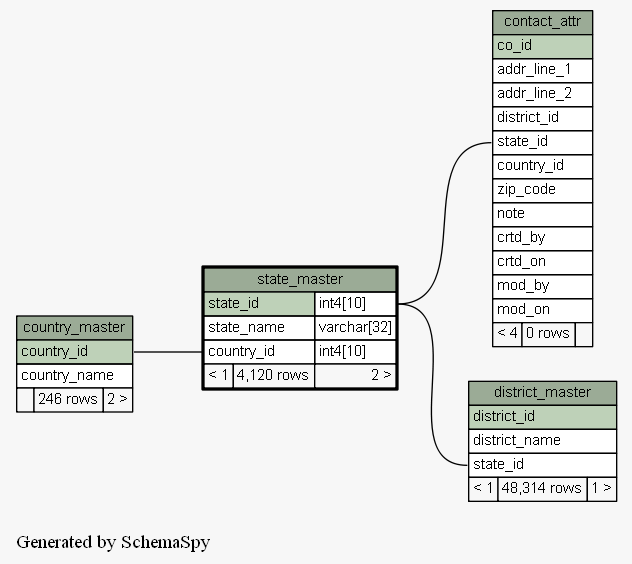 contact_attr
co_id
addr_line_1
addr_line_2
district_id
state_id
country_id
zip_code
note
crtd_by
crtd_on
mod_by
mod_on
< 4 0 rows
state_master
state_id int4[10]
state_name varchar[32]
country_id int4[10]
< 1 4,120 rows 2 >
country_master
country_id
country_name
246 rows 2 >
district_master
district_id
district_name
state_id
< 1 48,314 rows 1 >
Generated by SchemaSpy